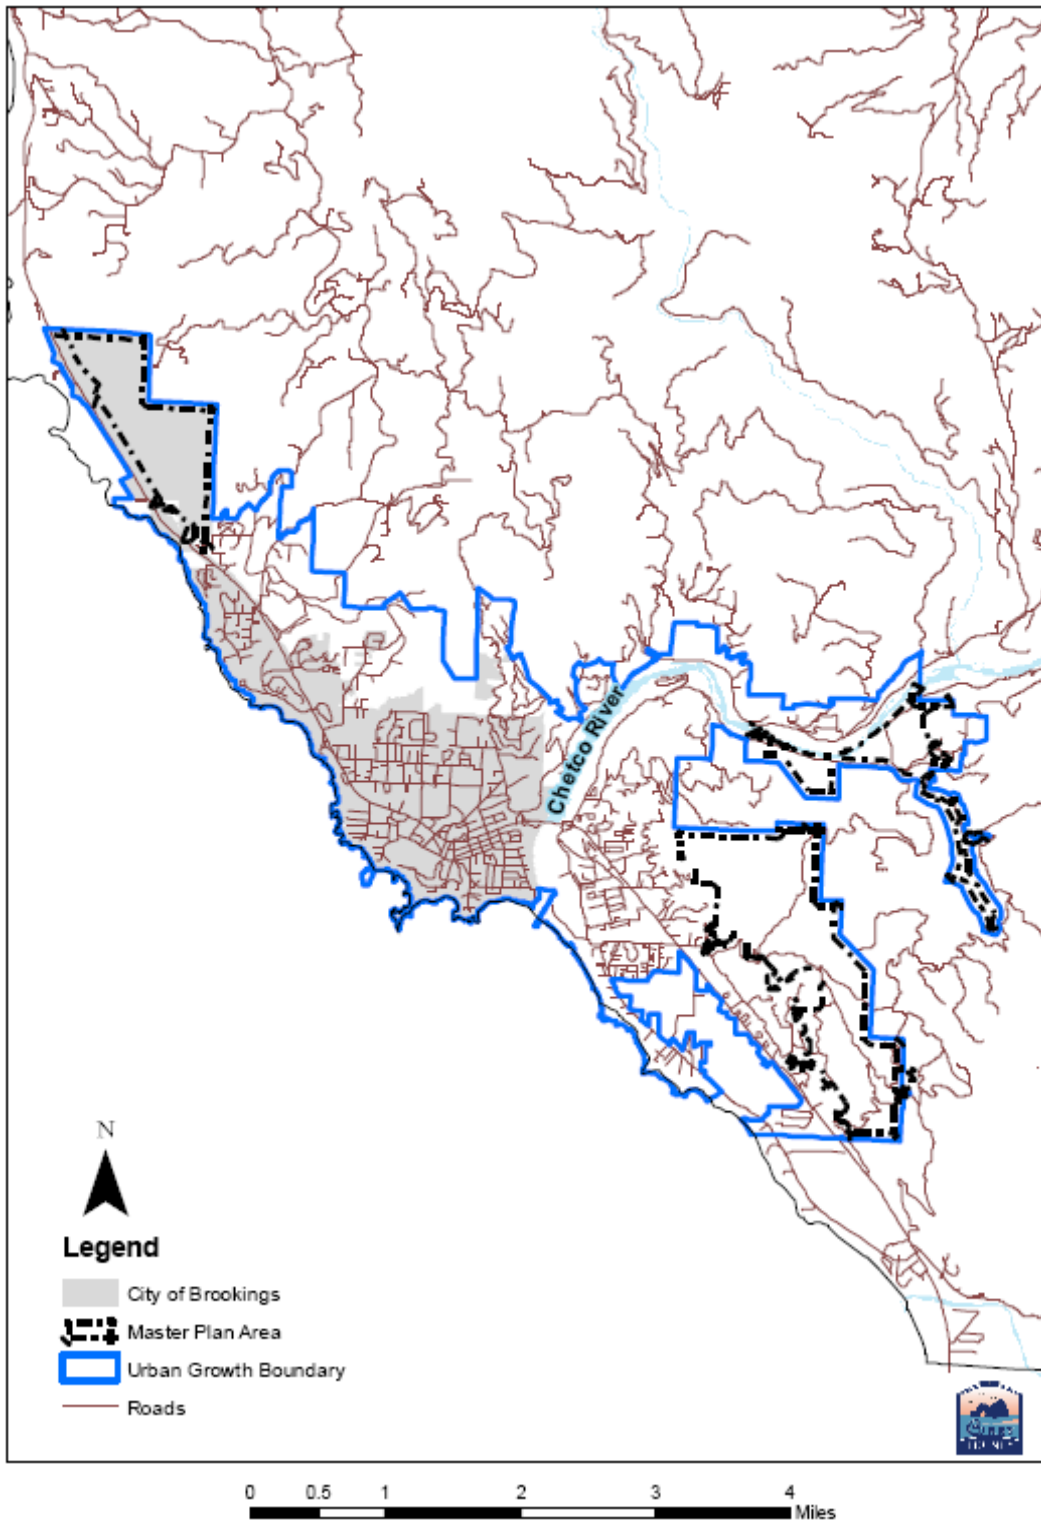 Chetco River
N
Legend
City of Brookings
Master Plan Area
Urban Growth Boundary
Roads
0 0.5 1 2 3 4
Miles